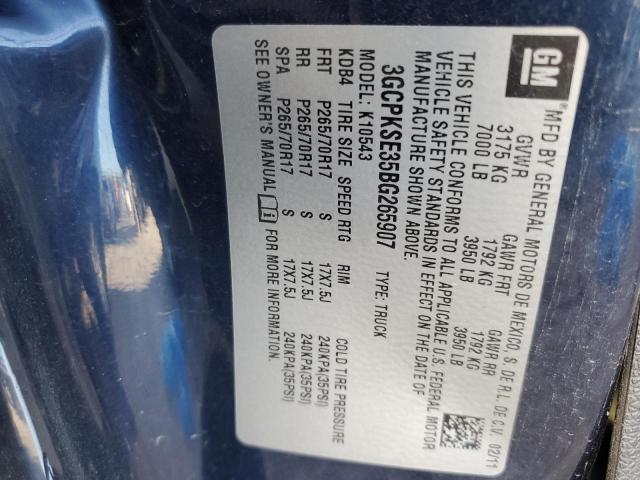 GM
MFD BY GENERAL MOTORS DE MEXICO, S. DE R.L. DE C.V. 02/11
GVWR GAWR FRT GAWR RR
3175 KG 1792 KG 1792 KG
7000 LB 3950 LB 3950 LB
THIS VEHICLE CONFORMS TO ALL APPLICABLE U.S. FEDERAL MOTOR
VEHICLE SAFETY STANDARDS IN EFFECT ON THE DATE OF
MANUFACTURE SHOWN ABOVE.
3GCPKSE35BG265907 TYPE: TRUCK
MODEL: K10543
KDB4 TIRE SIZE SPEED RTG RIM COLD TIRE PRESSURE
FRT P265/70R17 S 17X7.5J 240KPA(35PSI)
RR P265/70R17 S 17X7.5J 240KPA(35PSI)
SPA P265/70R17 S 17X7.5J 240KPA(35PSI)
SEE OWNER'S MANUAL i FOR MORE INFORMATION.